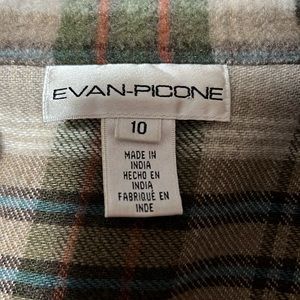 EVAN-PICONE
10
MADE IN
INDIA
HECHO EN
INDIA
FABRIQUÉ EN
INDE